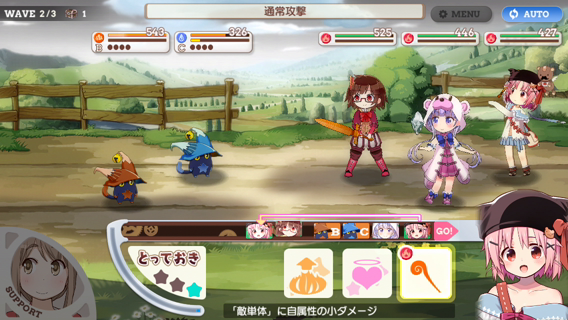 WAVE 2/3 1
通常攻撃
MENU
AUTO
543
B
326
C
525
446
427
B
C
GO!
とっておき
SUPPORT
「敵単体」に自属性の小ダメージ